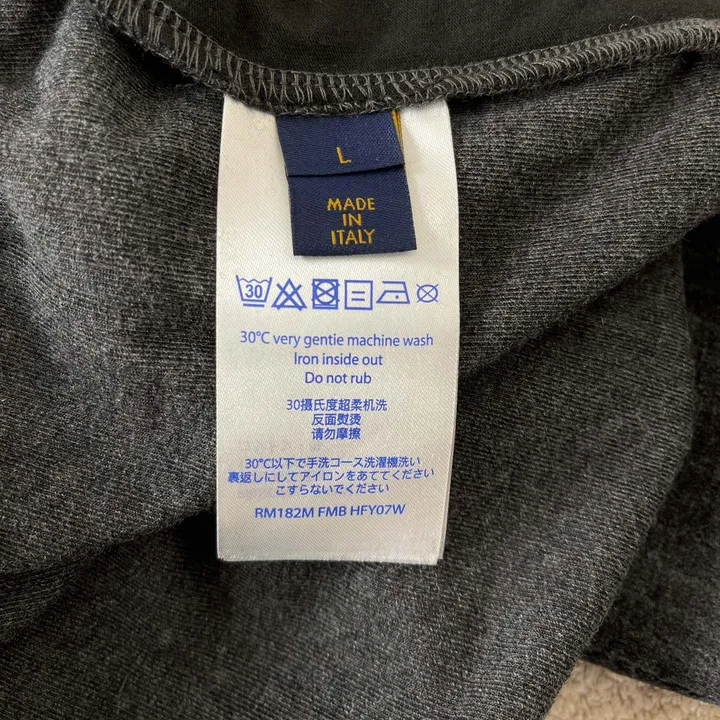 L
MADE
IN
ITALY
30
30°C very gentie machine wash
Iron inside out
Do not rub
30摄氏度超柔机洗
反面熨烫
请勿摩擦
30℃以下で手洗コース洗濯機洗い
裏返しにしてアイロンをあててください
こすらないでください
RM182M FMB HFY07W